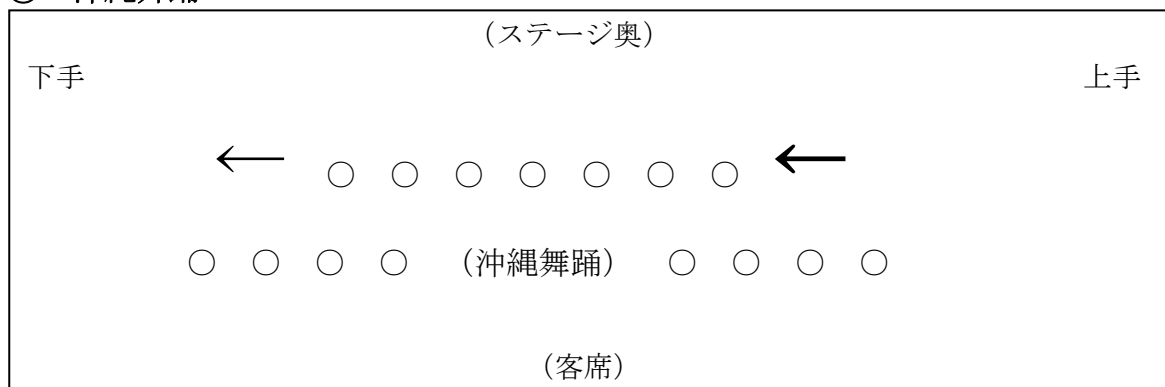 (ステージ奥)
下手 上手
← ○ ○ ○ ○ ○ ○ ○ ←
○ ○ ○ ○ (沖縄舞踊) ○ ○ ○ ○
(客席)